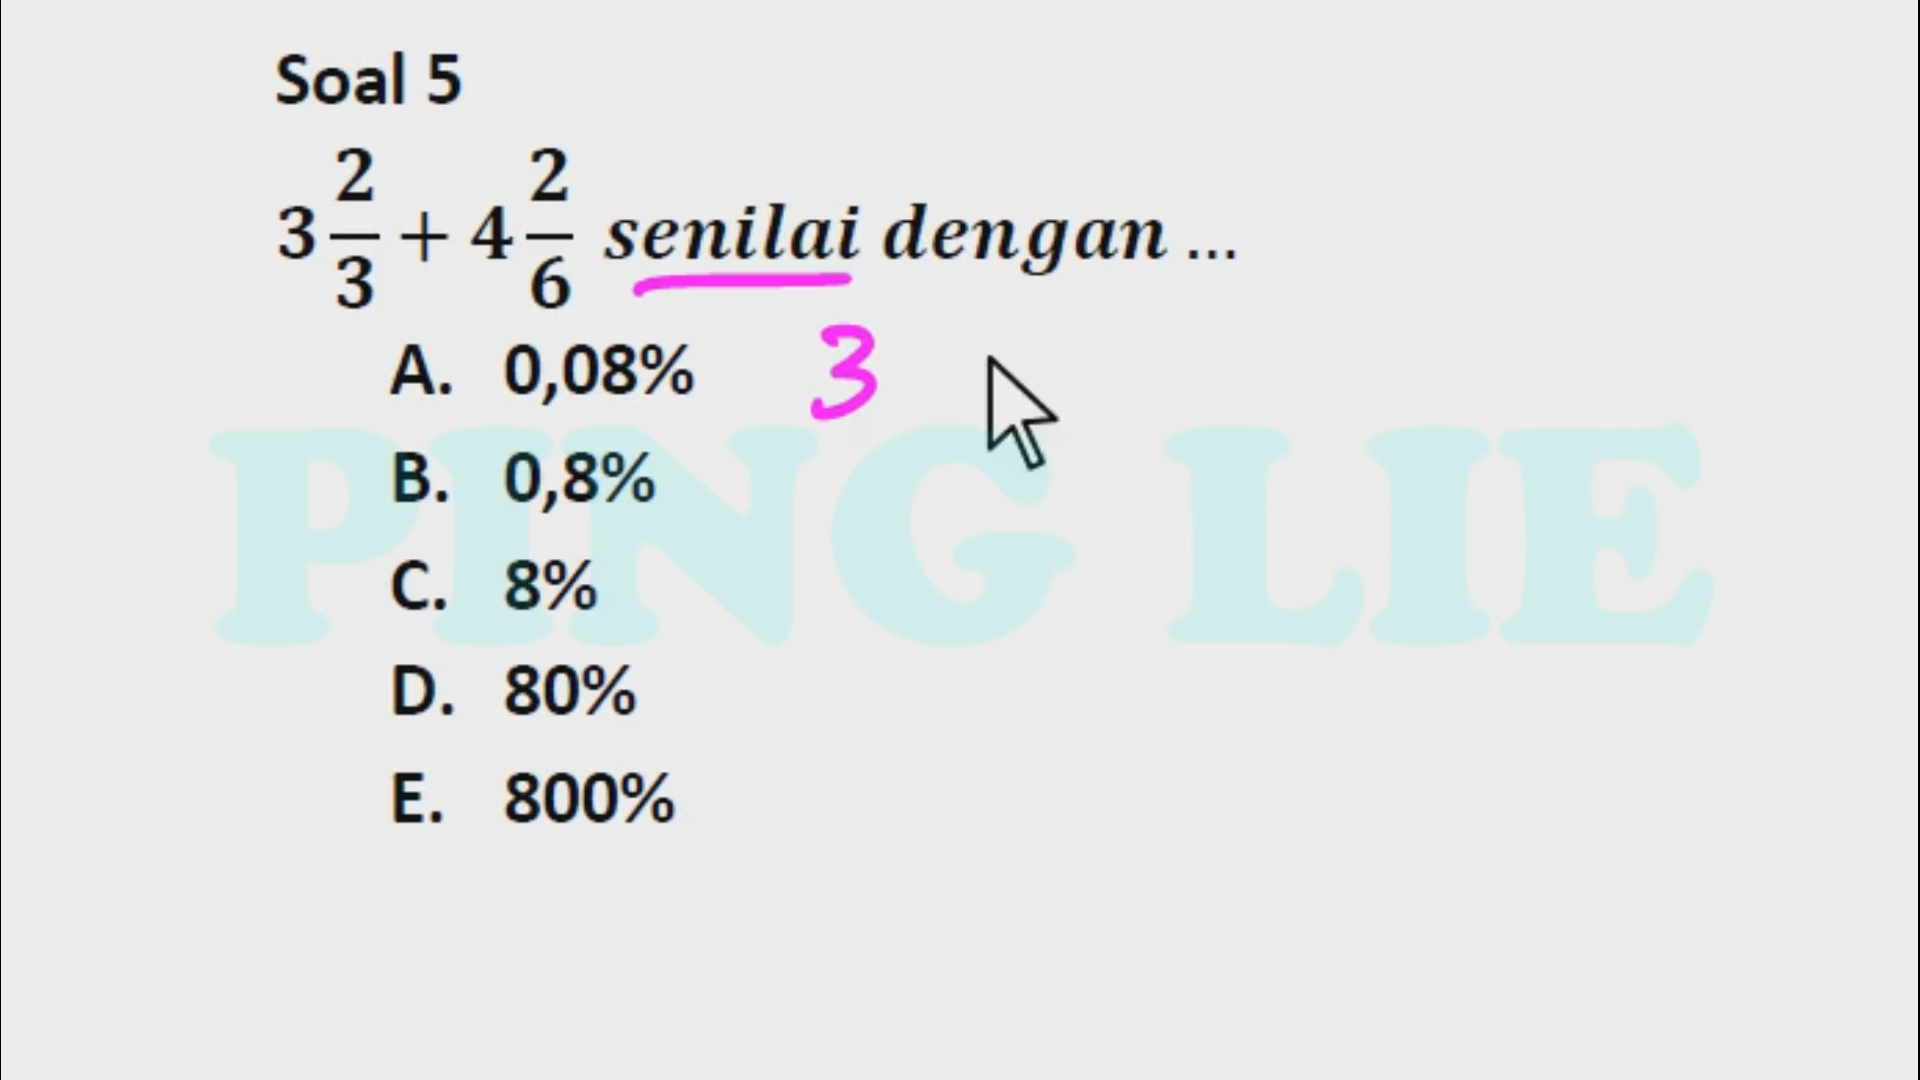 Soal 5
3 2/3 + 4 2/6 senilai dengan ...
A. 0,08% 3
B. 0,8%
PING LIE
C. 8%
D. 80%
E. 800%